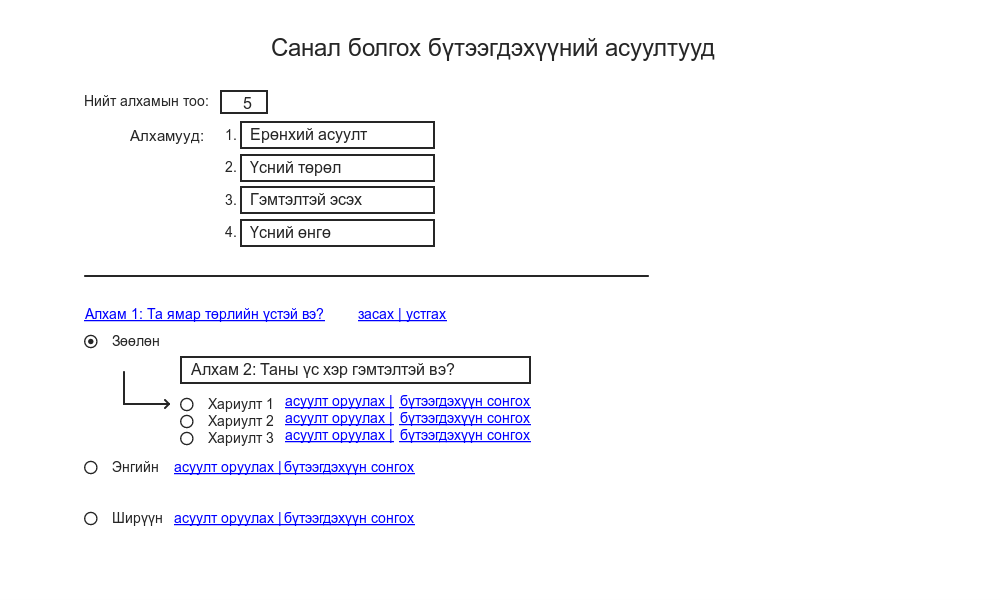 Санал болгох бүтээгдэхүүний асуултууд
Нийт алхамын тоо: 5
Алхамууд: 1. Ерөнхий асуулт
2. Үсний төрөл
3. Гэмтэлтэй эсэх
4. Үсний өнгө
Алхам 1: Та ямар төрлийн үстэй вэ? засах | устгах
Зөөлөн
Алхам 2: Таны үс хэр гэмтэлтэй вэ?
Хариулт 1 асуулт оруулах | бүтээгдэхүүн сонгох
Хариулт 2 асуулт оруулах | бүтээгдэхүүн сонгох
Хариулт 3 асуулт оруулах | бүтээгдэхүүн сонгох
Энгийн асуулт оруулах | бүтээгдэхүүн сонгох
Ширүүн асуулт оруулах | бүтээгдэхүүн сонгох